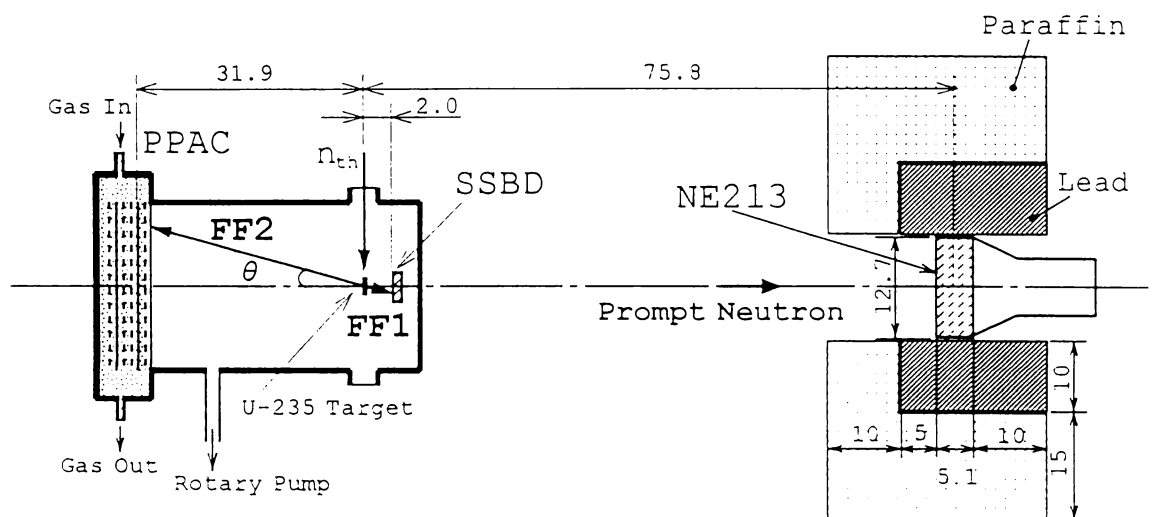 Paraffin
31.9
75.8
2.0
Gas In
PPAC
n_th
SSBD
Lead
NE213
FF2
θ
12.7
Prompt Neutron
FF1
U-235 Target
10
10
5
10
15
5.1
Gas Out
Rotary Pump